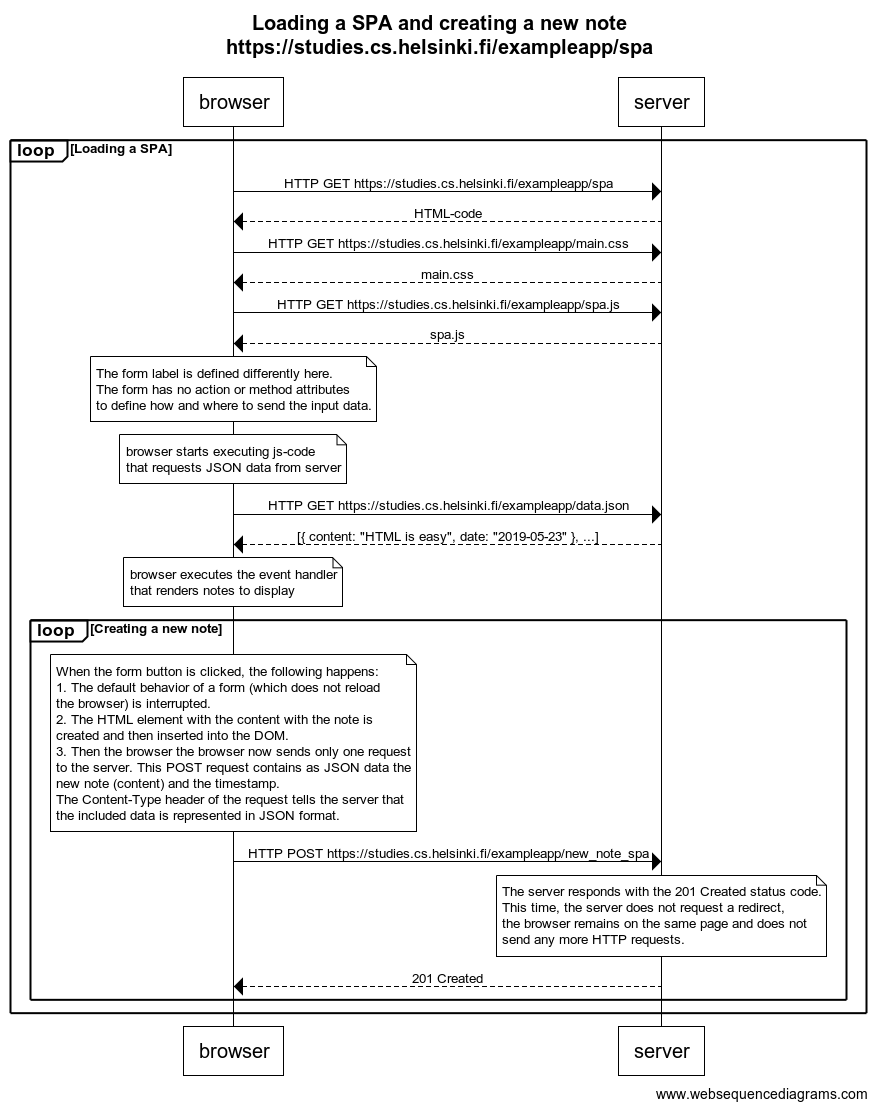 Loading a SPA and creating a new note
https://studies.cs.helsinki.fi/exampleapp/spa
browser
server
loop
[Loading a SPA]
HTTP GET https://studies.cs.helsinki.fi/exampleapp/spa
HTML-code
HTTP GET https://studies.cs.helsinki.fi/exampleapp/main.css
main.css
HTTP GET https://studies.cs.helsinki.fi/exampleapp/spa.js
spa.js
The form label is defined differently here.
The form has no action or method attributes
to define how and where to send the input data.
browser starts executing js-code
that requests JSON data from server
HTTP GET https://studies.cs.helsinki.fi/exampleapp/data.json
[{ content: "HTML is easy", date: "2019-05-23" }, ...]
browser executes the event handler
that renders notes to display
loop
[Creating a new note]
When the form button is clicked, the following happens:
1. The default behavior of a form (which does not reload
the browser) is interrupted.
2. The HTML element with the content with the note is
created and then inserted into the DOM.
3. Then the browser the browser now sends only one request
to the server. This POST request contains as JSON data the
new note (content) and the timestamp.
The Content-Type header of the request tells the server that
the included data is represented in JSON format.
HTTP POST https://studies.cs.helsinki.fi/exampleapp/new_note_spa
The server responds with the 201 Created status code.
This time, the server does not request a redirect,
the browser remains on the same page and does not
send any more HTTP requests.
201 Created
browser
server
www.websequencediagrams.com